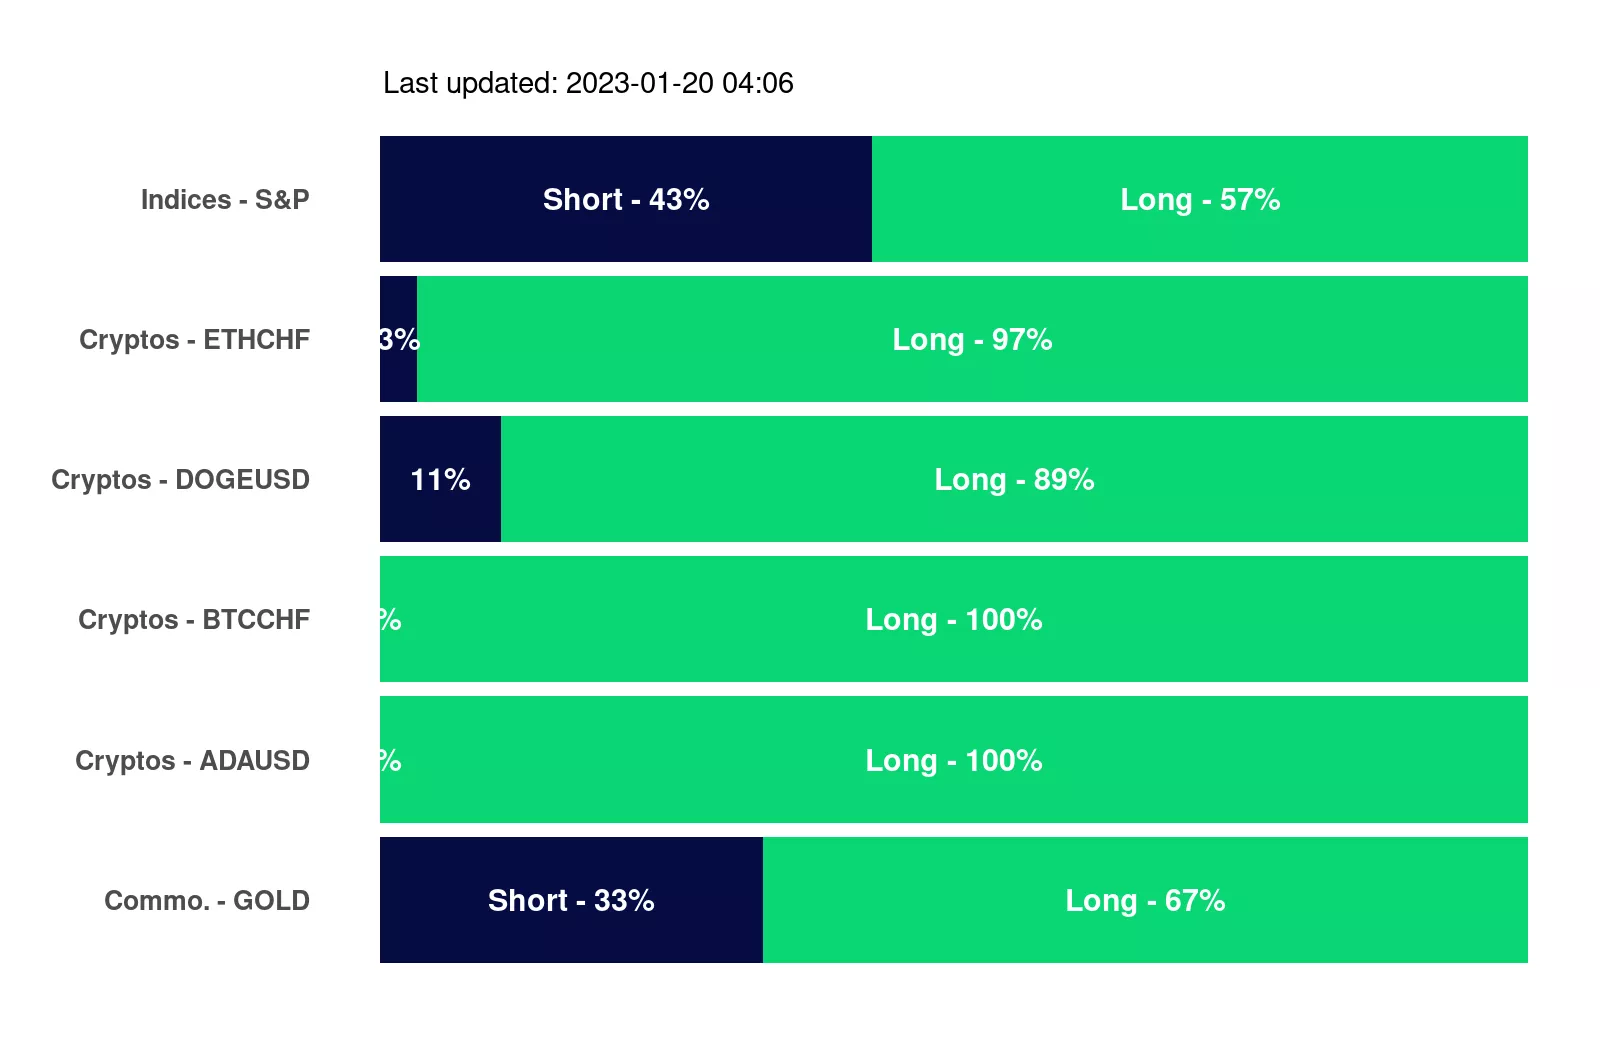 Last updated: 2023-01-20 04:06
Indices - S&P Short - 43% Long - 57%
Cryptos - ETHCHF 3% Long - 97%
Cryptos - DOGEUSD 11% Long - 89%
Cryptos - BTCCHF % Long - 100%
Cryptos - ADAUSD % Long - 100%
Commo. - GOLD Short - 33% Long - 67%